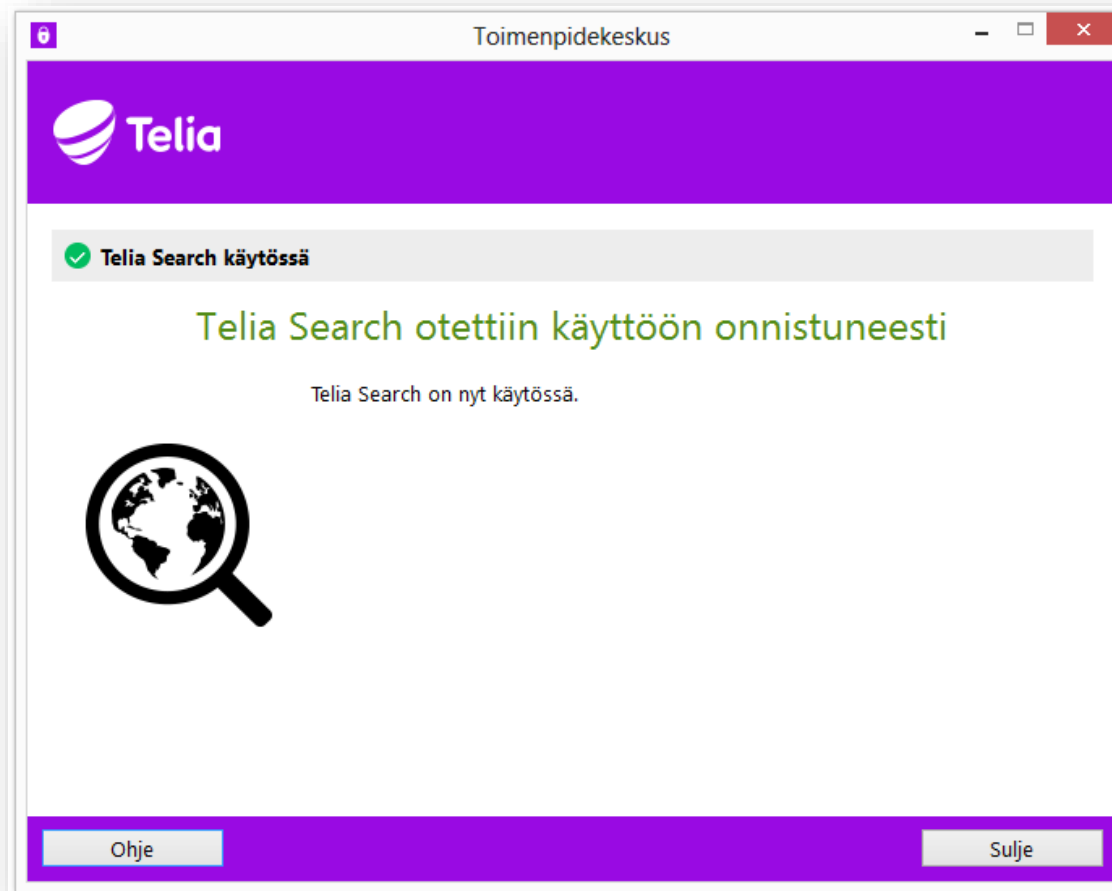 Toimenpidekeskus
Telia
Telia Search käytössä
Telia Search otettiin käyttöön onnistuneesti
Telia Search on nyt käytössä.
Ohje
Sulje